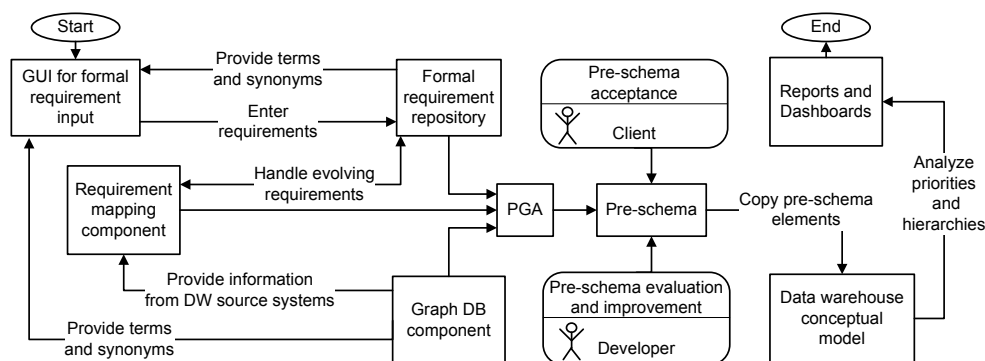 Start
GUI for formal
requirement
input
Provide terms
and synonyms
Enter
requirements
Formal
requirement
repository
Handle evolving
requirements
Requirement
mapping
component
Provide information
from DW source systems
Provide terms
and synonyms
Graph DB
component
PGA
Pre-schema
acceptance
Client
Pre-schema
Pre-schema evaluation
and improvement
Developer
Copy pre-schema
elements
Data warehouse
conceptual
model
Analyze
priorities
and
hierarchies
Reports and
Dashboards
End